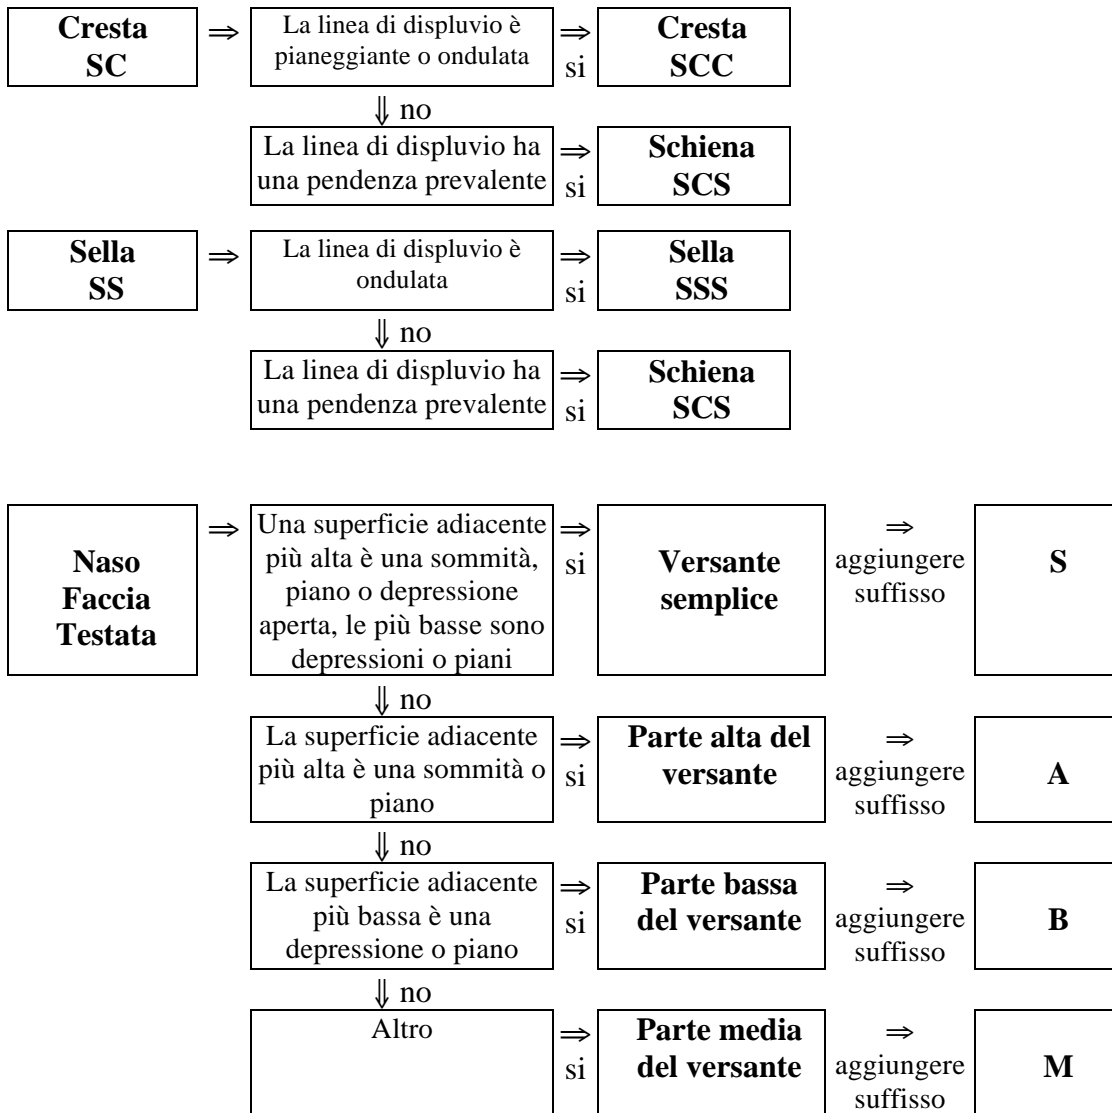 Cresta ⇒ La linea di displuvio è ⇒ Cresta
SC pianeggiante o ondulata si SCC
⇓ no
La linea di displuvio ha ⇒ Schiena
una pendenza prevalente si SCS
Sella ⇒ La linea di displuvio è ⇒ Sella
SS ondulata si SSS
⇓ no
La linea di displuvio ha ⇒ Schiena
una pendenza prevalente si SCS
Naso
Faccia
Testata
⇒
Una superficie adiacente
più alta è una sommità,
piano o depressione
aperta, le più basse sono
depressioni o piani
⇒
si
Versante
semplice
⇒
aggiungere
suffisso
S
⇓ no
La superficie adiacente
più alta è una sommità o
piano
⇒
si
Parte alta del
versante
⇒
aggiungere
suffisso
A
⇓ no
La superficie adiacente
più bassa è una
depressione o piano
⇒
si
Parte bassa
del versante
⇒
aggiungere
suffisso
B
⇓ no
Altro
⇒
si
Parte media
del versante
⇒
aggiungere
suffisso
M